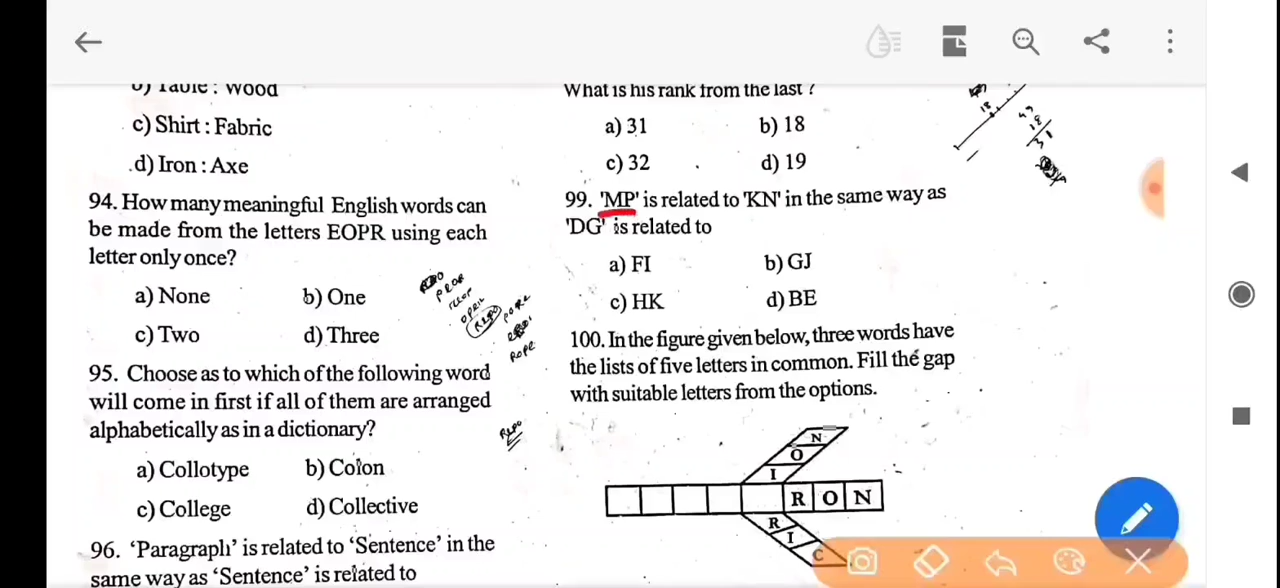 b) Table : Wood
c) Shirt : Fabric
d) Iron : Axe
94. How many meaningful English words can
be made from the letters EOPR using each
letter only once?
a) None b) One
c) Two d) Three
95. Choose as to which of the following word
will come in first if all of them are arranged
alphabetically as in a dictionary?
a) Collotype b) Colon
c) College d) Collective
96. 'Paragraph' is related to 'Sentence' in the
same way as 'Sentence' is related to
What is his rank from the last ?
a) 31 b) 18
c) 32 d) 19
99. 'MP' is related to 'KN' in the same way as
'DG' is related to
a) FI b) GJ
c) HK d) BE
100. In the figure given below, three words have
the lists of five letters in common. Fill the gap
with suitable letters from the options.
N
O
I
R O N
R
I
C
PROE
PORE
ROPE
REPO
18
31